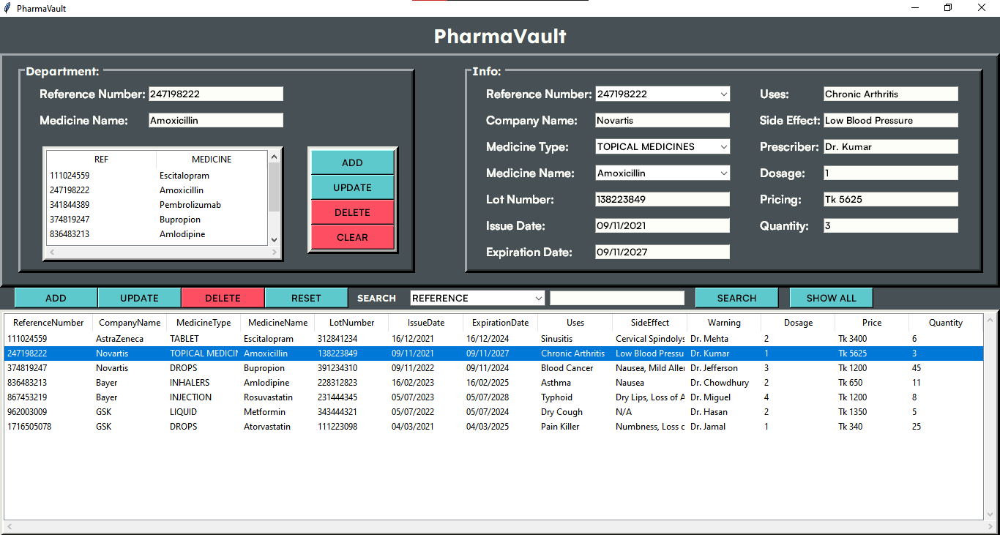 PharmaVault
PharmaVault
Department:
Reference Number: 247198222
Medicine Name: Amoxicillin
REF MEDICINE
111024559 Escitalopram
247198222 Amoxicillin
341844389 Pembrolizumab
374819247 Bupropion
836483213 Amlodipine
ADD
UPDATE
DELETE
CLEAR
Info:
Reference Number: 247198222
Company Name: Novartis
Medicine Type: TOPICAL MEDICINES
Medicine Name: Amoxicillin
Lot Number: 138223849
Issue Date: 09/11/2021
Expiration Date: 09/11/2027
Uses: Chronic Arthritis
Side Effect: Low Blood Pressure
Prescriber: Dr. Kumar
Dosage: 1
Pricing: Tk 5625
Quantity: 3
ADD UPDATE DELETE RESET SEARCH REFERENCE SEARCH SHOW ALL
ReferenceNumber CompanyName MedicineType MedicineName LotNumber IssueDate ExpirationDate Uses SideEffect Warning Dosage Price Quantity
111024559 AstraZeneca TABLET Escitalopram 312841234 16/12/2021 16/12/2024 Sinusitis Cervical Spindolys Dr. Mehta 2 Tk 3400 6
247198222 Novartis TOPICAL MEDICIN Amoxicillin 138223849 09/11/2021 09/11/2027 Chronic Arthritis Low Blood Pressu Dr. Kumar 1 Tk 5625 3
374819247 Novartis DROPS Bupropion 391234310 09/11/2022 09/11/2024 Blood Cancer Nausea, Mild Aller Dr. Jefferson 3 Tk 1200 45
836483213 Bayer INHALERS Amlodipine 228312823 16/02/2023 16/02/2025 Asthma Nausea Dr. Chowdhury 2 Tk 650 11
867453219 Bayer INJECTION Rosuvastatin 231444345 05/07/2023 05/07/2028 Typhoid Dry Lips, Loss of A Dr. Miguel 4 Tk 1200 8
962003009 GSK LIQUID Metformin 343444321 05/07/2022 05/07/2024 Dry Cough N/A Dr. Hasan 2 Tk 1350 5
1716505078 GSK DROPS Atorvastatin 111223098 04/03/2021 04/03/2025 Pain Killer Numbness, Loss c Dr. Jamal 1 Tk 340 25